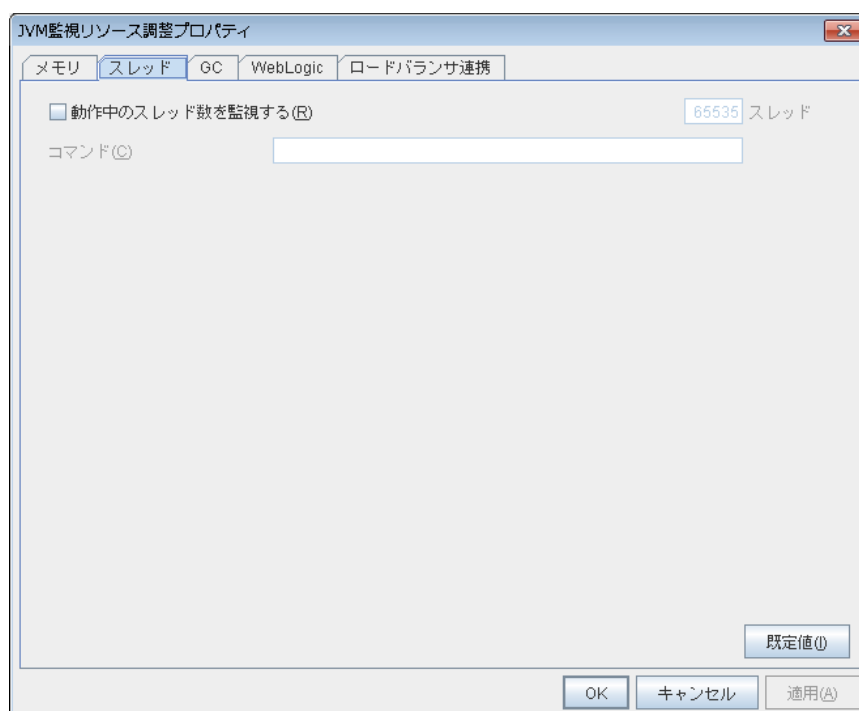 JVM監視リソース調整プロパティ
メモリ スレッド GC WebLogic ロードバランサ連携
動作中のスレッド数を監視する(R) 65535 スレッド
コマンド(C)
既定値(I)
OK キャンセル 適用(A)